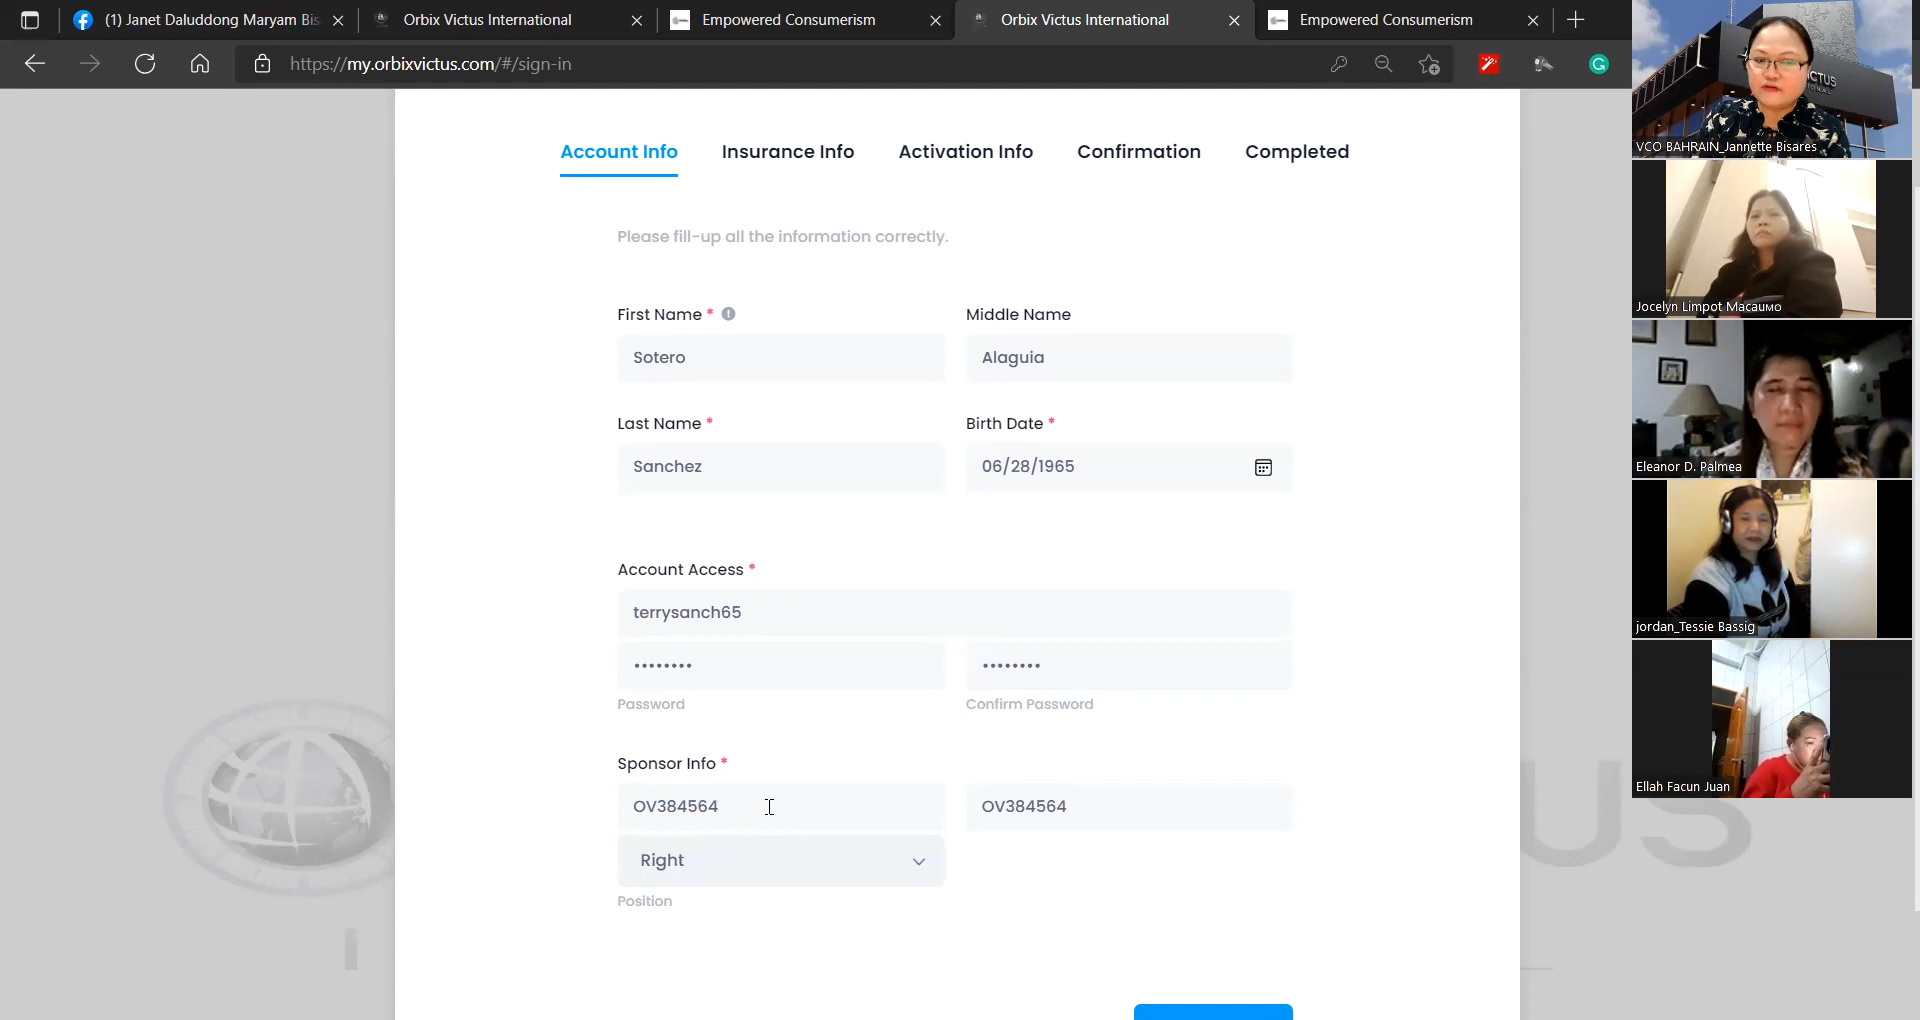 (1) Janet Daluddong Maryam Bis
Orbix Victus International
Empowered Consumerism
Orbix Victus International
Empowered Consumerism
https://my.orbixvictus.com/#/sign-in
Account Info
Insurance Info
Activation Info
Confirmation
Completed
Please fill-up all the information correctly.
First Name *
Middle Name
Sotero
Alaguia
Last Name *
Birth Date *
Sanchez
06/28/1965
Account Access *
terrysanch65
••••••••
••••••••
Password
Confirm Password
Sponsor Info *
OV384564
OV384564
Right
Position
US
VCO BAHRAIN_Jannette Bisares
Jocelyn Limpot Macauмo
Eleanor D. Palmea
jordan_Tessie Bassig
Ellah Facun Juan